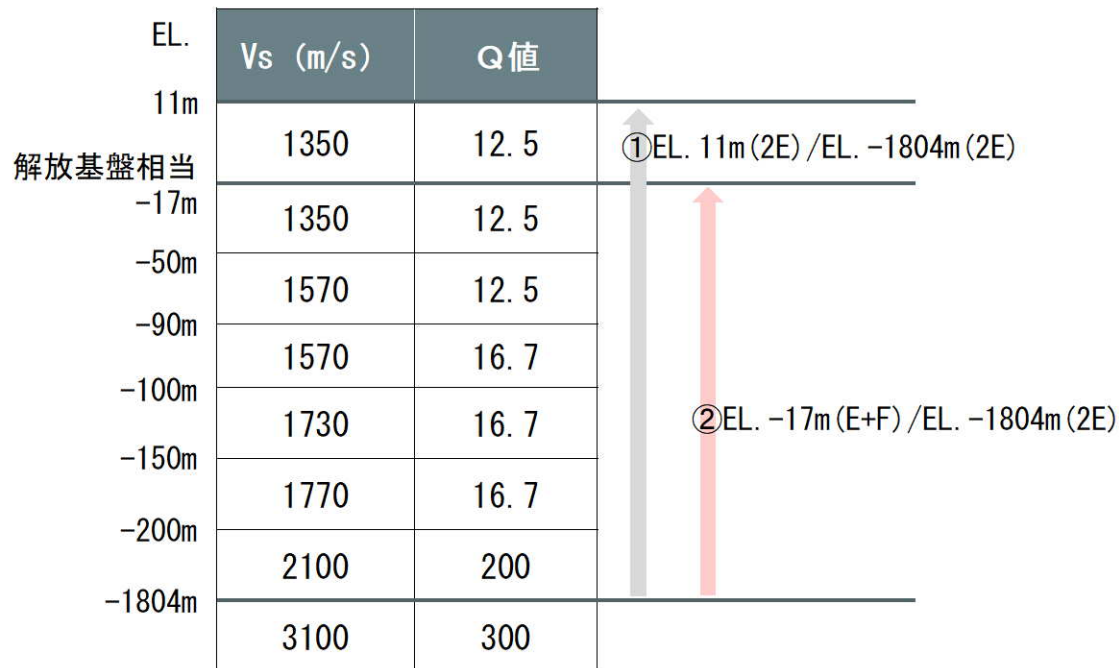 EL.
Vs (m/s) Q値
11m
1350 12.5 ①EL. 11m(2E)/EL. -1804m(2E)
解放基盤相当
-17m
1350 12.5
-50m
1570 12.5
-90m
1570 16.7
-100m
1730 16.7 ②EL. -17m(E+F)/EL. -1804m(2E)
-150m
1770 16.7
-200m
2100 200
-1804m
3100 300